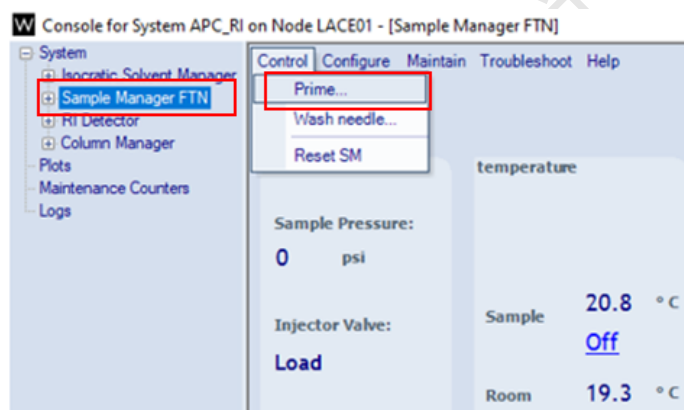 W Console for System APC_RI on Node LACE01 - [Sample Manager FTN]
System
Isocratic Solvent Manager
Sample Manager FTN
RI Detector
Column Manager
Plots
Maintenance Counters
Logs
Control Configure Maintain Troubleshoot Help
Prime...
Wash needle...
Reset SM
temperature
Sample Pressure:
0 psi
Injector Valve:
Load
Sample 20.8 °C
Off
Room 19.3 °C